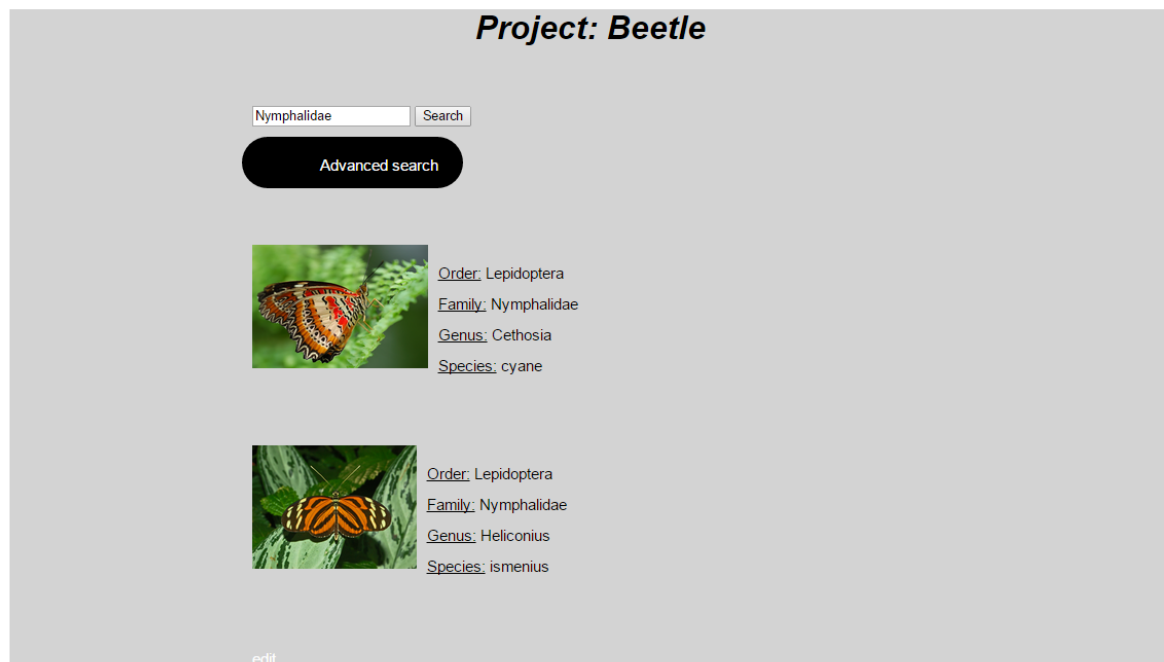 Project: Beetle
Nymphalidae Search
Advanced search
Order: Lepidoptera
Family: Nymphalidae
Genus: Cethosia
Species: cyane
Order: Lepidoptera
Family: Nymphalidae
Genus: Heliconius
Species: ismenius
edit